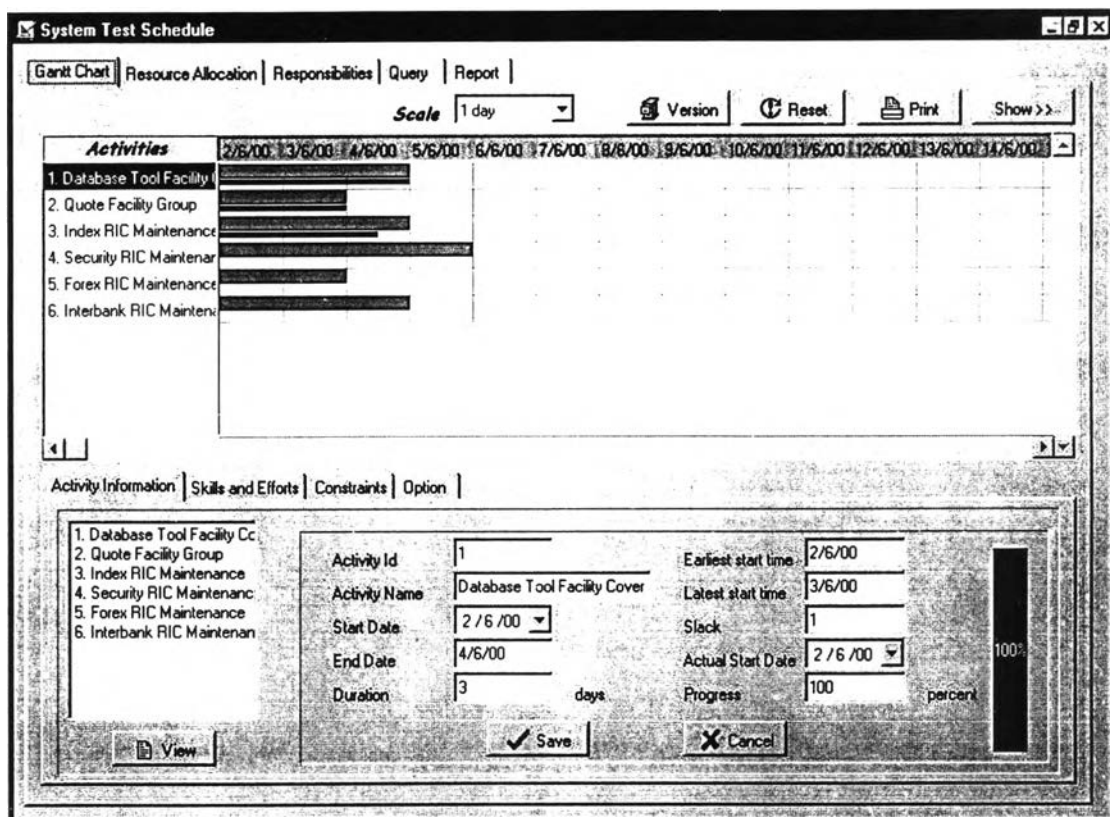 System Test Schedule
Gantt Chart Resource Allocation Responsibilities Query Report
Scale 1 day Version Reset Print Show >>
Activities 2/6/00 3/6/00 4/6/00 5/6/00 6/6/00 7/6/00 8/6/00 9/6/00 10/6/00 11/6/00 12/6/00 13/6/00 14/6/00
1. Database Tool Facility
2. Quote Facility Group
3. Index RIC Maintenance
4. Security RIC Maintenar
5. Forex RIC Maintenance
6. Interbank RIC Maintena
Activity Information Skills and Efforts Constraints Option
1. Database Tool Facility Cc
2. Quote Facility Group
3. Index RIC Maintenance
4. Security RIC Maintenanc
5. Forex RIC Maintenance
6. Interbank RIC Maintenan
View
Activity Id 1
Activity Name Database Tool Facility Cover
Start Date 2/6/00
End Date 4/6/00
Duration 3 days
Earliest start time 2/6/00
Latest start time 3/6/00
Slack 1
Actual Start Date 2/6/00
Progress 100 percent
100%
Save Cancel